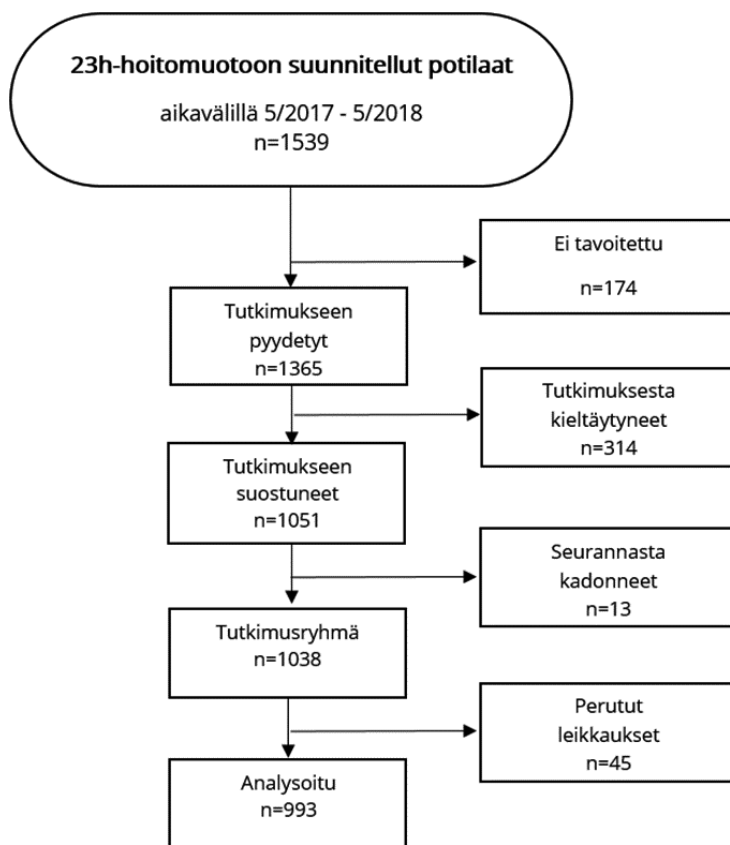 23h-hoitomuotoon suunnitellut potilaat
aikavälillä 5/2017 - 5/2018
n=1539
Ei tavoitettu
n=174
Tutkimukseen
pyydetyt
n=1365
Tutkimuksesta
kieltäytyneet
n=314
Tutkimukseen
suostuneet
n=1051
Seurannasta
kadonneet
n=13
Tutkimusryhmä
n=1038
Perutut
leikkaukset
n=45
Analysoitu
n=993